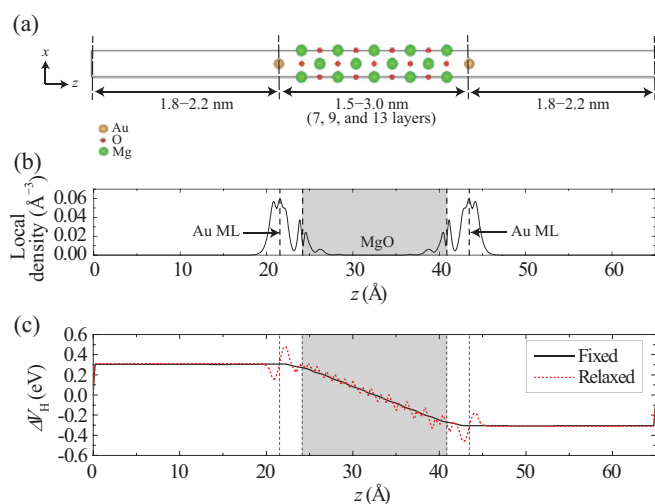 (a)
x
z
1.8−2.2 nm
1.5−3.0 nm
1.8−2.2 nm
(7, 9, and 13 layers)
Au
O
Mg
(b)
Local
density (Å⁻³)
0.06
0.04
0.02
0.00
Au ML
MgO
Au ML
0 10 20 30 40 50 60
z (Å)
(c)
ΔV_H (eV)
0.6
0.4
0.2
0.0
-0.2
-0.4
-0.6
Fixed
Relaxed
0 10 20 30 40 50 60
z (Å)